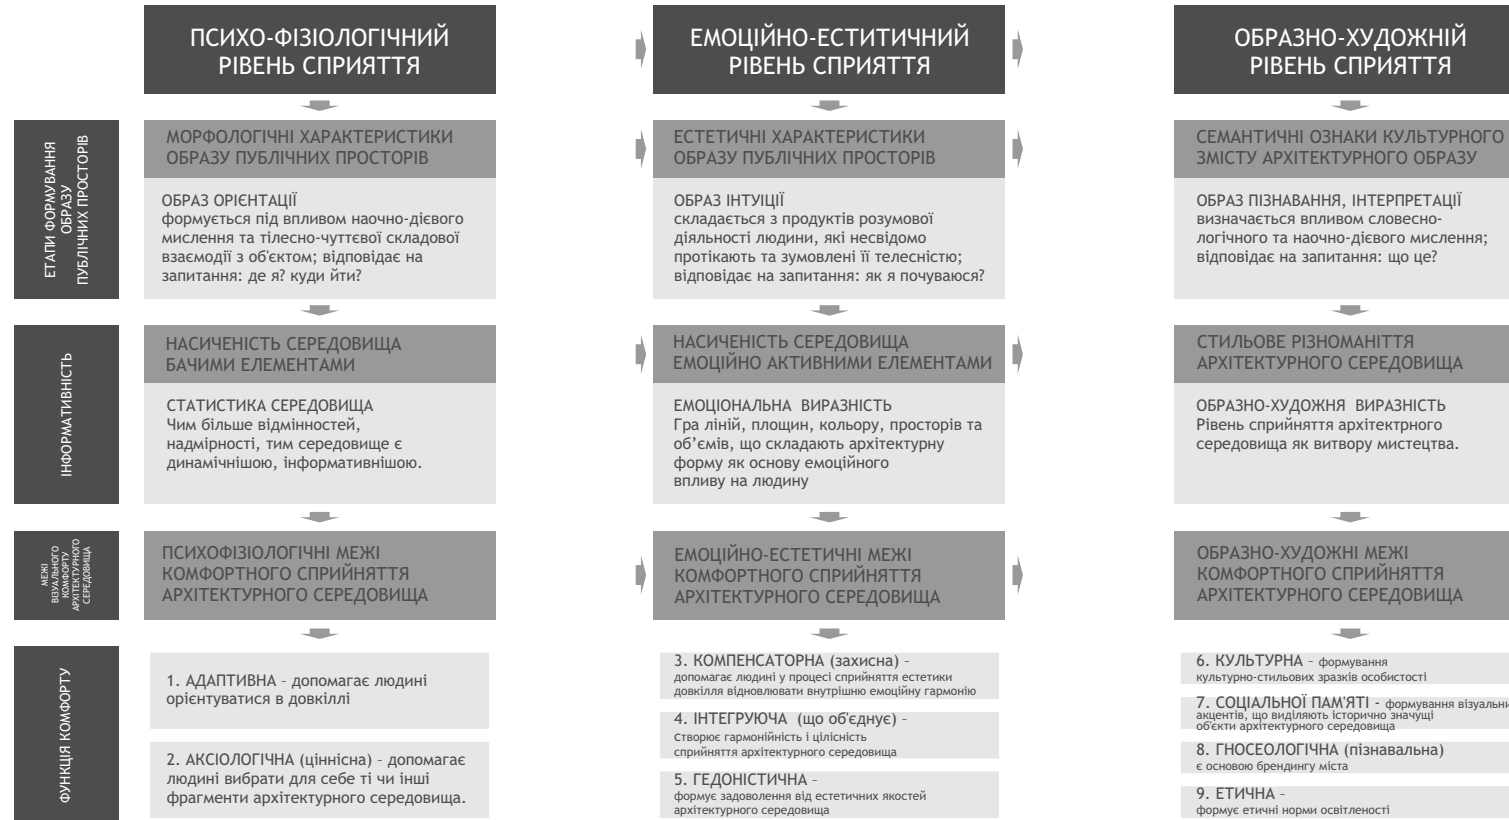 ПСИХО-ФІЗІОЛОГІЧНИЙ
РІВЕНЬ СПРИЯТТЯ
ЕМОЦІЙНО-ЕСТИТИЧНИЙ
РІВЕНЬ СПРИЯТТЯ
ОБРАЗНО-ХУДОЖНІЙ
РІВЕНЬ СПРИЯТТЯ
ЕТАПИ ФОРМУВАННЯ
ОБРАЗУ
ПУБЛІЧНИХ ПРОСТОРІВ
МОРФОЛОГІЧНІ ХАРАКТЕРИСТИКИ
ОБРАЗУ ПУБЛІЧНИХ ПРОСТОРІВ
ОБРАЗ ОРІЄНТАЦІЇ
формується під впливом наочно-дієвого
мислення та тілесно-чуттєвої складової
взаємодії з об'єктом; відповідає на
запитання: де я? куди йти?
ЕСТЕТИЧНІ ХАРАКТЕРИСТИКИ
ОБРАЗУ ПУБЛІЧНИХ ПРОСТОРІВ
ОБРАЗ ІНТУІЦІЇ
складається з продуктів розумової
діяльності людини, які несвідомо
протікають та зумовлені її телесністю;
відповідає на запитання: як я почуваюся?
СЕМАНТИЧНІ ОЗНАКИ КУЛЬТУРНОГО
ЗМІСТУ АРХІТЕКТУРНОГО ОБРАЗУ
ОБРАЗ ПІЗНАВАННЯ, ІНТЕРПРЕТАЦІЇ
визначається впливом словесно-
логічного та наочно-дієвого мислення;
відповідає на запитання: що це?
ІНФОРМАТИВНІСТЬ
НАСИЧЕНІСТЬ СЕРЕДОВИЩА
БАЧИМИ ЕЛЕМЕНТАМИ
СТАТИСТИКА СЕРЕДОВИЩА
Чим більше відмінностей,
надмірності, тим середовище є
динамічнішою, інформативнішою.
НАСИЧЕНІСТЬ СЕРЕДОВИЩА
ЕМОЦІЙНО АКТИВНИМИ ЕЛЕМЕНТАМИ
ЕМОЦІОНАЛЬНА ВИРАЗНІСТЬ
Гра ліній, площин, кольору, просторів та
об’ємів, що складають архітектурну
форму як основу емоційного
впливу на людину
СТИЛЬОВЕ РІЗНОМАНІТТЯ
АРХІТЕКТУРНОГО СЕРЕДОВИЩА
ОБРАЗНО-ХУДОЖНЯ ВИРАЗНІСТЬ
Рівень сприйняття архітектрного
середовища як витвору мистецтва.
МЕЖІ
ВІЗУАЛЬНОГО
КОМФОРТУ
АРХІТЕКТУРНОГО
СЕРЕДОВИЩА
ПСИХОФІЗІОЛОГІЧНІ МЕЖІ
КОМФОРТНОГО СПРИЙНЯТТЯ
АРХІТЕКТУРНОГО СЕРЕДОВИЩА
ЕМОЦІЙНО-ЕСТЕТИЧНІ МЕЖІ
КОМФОРТНОГО СПРИЙНЯТТЯ
АРХІТЕКТУРНОГО СЕРЕДОВИЩА
ОБРАЗНО-ХУДОЖНІ МЕЖІ
КОМФОРТНОГО СПРИЙНЯТТЯ
АРХІТЕКТУРНОГО СЕРЕДОВИЩА
ФУНКЦІЯ КОМФОРТУ
1. АДАПТИВНА – допомагає людині
орієнтуватися в довкіллі
2. АКСІОЛОГІЧНА (ціннісна) – допомагає
людині вибрати для себе ті чи інші
фрагменти архітектурного середовища.
3. КОМПЕНСАТОРНА (захисна) –
допомагає людині у процесі сприйняття естетики
довкілля відновлювати внутрішню емоційну гармонію
4. ІНТЕГРУЮЧА (що об'єднує) –
Створює гармонійність і цілісність
сприйняття архітектурного середовища
5. ГЕДОНІСТИЧНА –
формує задоволення від естетичних якостей
архітектурного середовища
6. КУЛЬТУРНА – формування
культурно-стильових зразків особистості
7. СОЦІАЛЬНОЇ ПАМ'ЯТІ - формування
акцентів, що виділяють історично значущі
об'єкти архітектурного середовища
8. ГНОСЕОЛОГІЧНА (пізнавальна)
є основою брендингу міста
9. ЕТИЧНА –
формує етичні норми освітленості